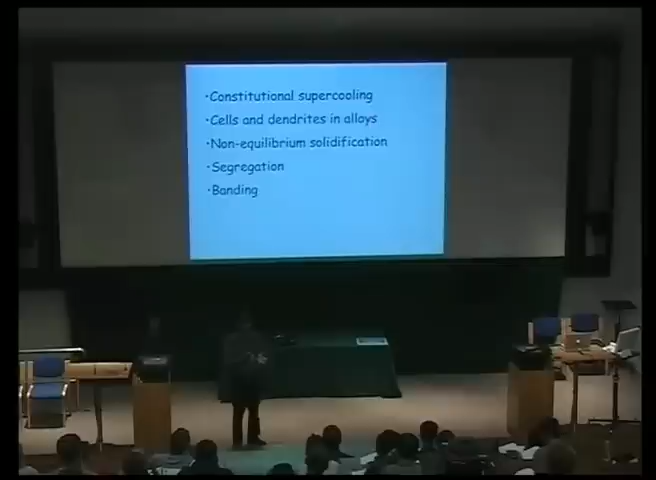 •Constitutional supercooling
•Cells and dendrites in alloys
•Non-equilibrium solidification
•Segregation
•Banding